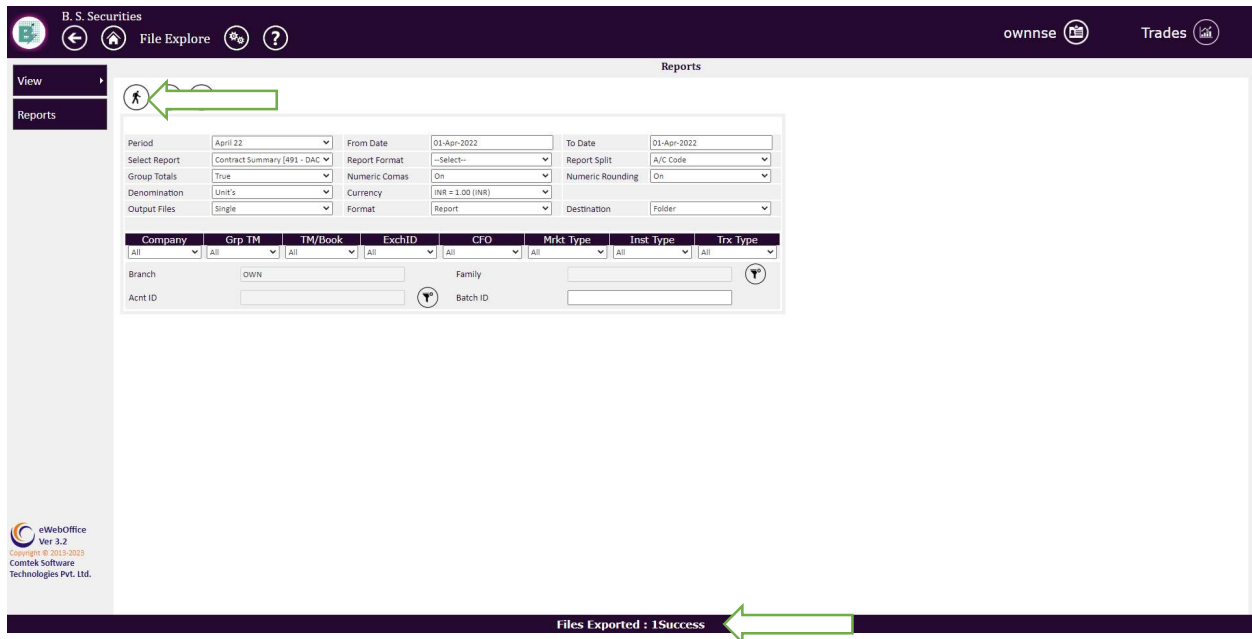 B. S. Securities
File Explore
ownnse
Trades
Reports
View
Reports
Period April 22 From Date 01-Apr-2022 To Date 01-Apr-2022
Select Report Contract Summary [491 - DAC Report Format --Select-- Report Split A/C Code
Group Totals True Numeric Comas On Numeric Rounding On
Denomination Unit's Currency INR = 1.00 (INR)
Output Files Single Format Report Destination Folder
Company Grp TM TM/Book ExchID CFO Mrkt Type Inst Type Trx Type
All All All All All All All All
Branch OWN Family
Acnt ID Batch ID
eWebOffice
Ver 3.2
Copyright © 2013-2023
Comtek Software
Technologies Pvt. Ltd.
Files Exported : 1Success